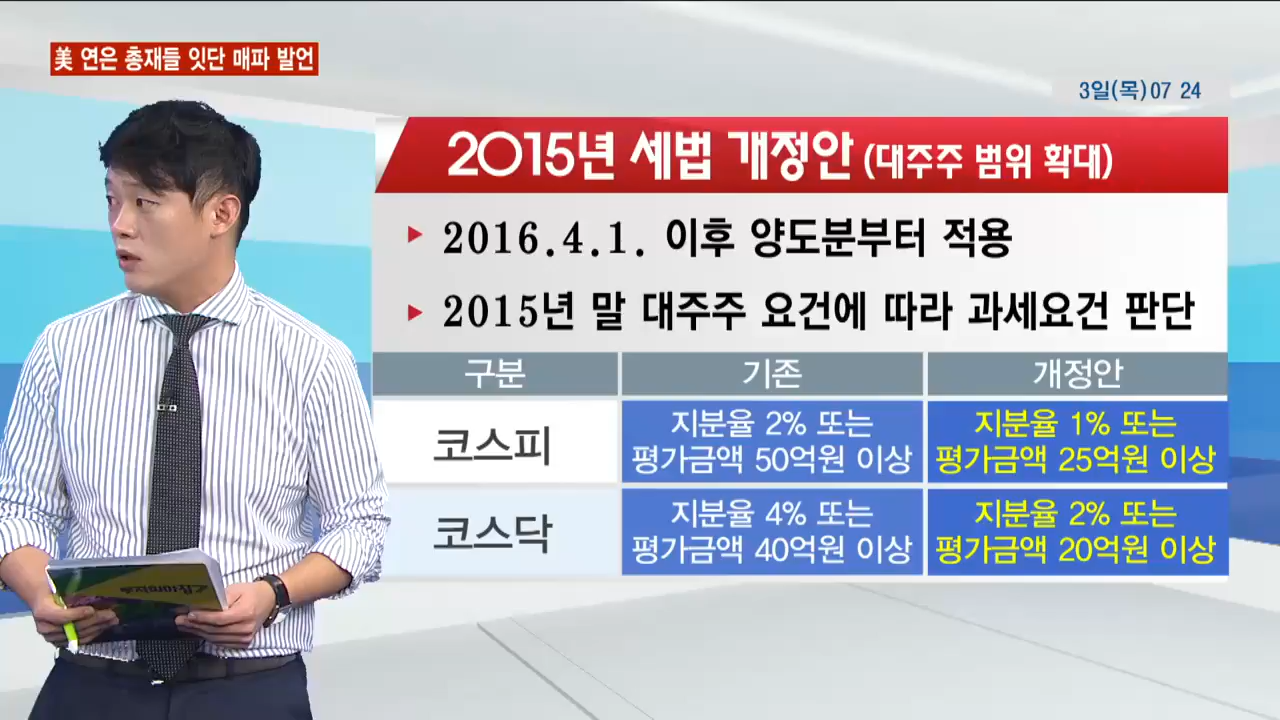 美 연은 총재들 잇단 매파 발언
3일(목)07 24
2015년 세법 개정안 (대주주 범위 확대)
2016.4.1. 이후 양도분부터 적용
2015년 말 대주주 요건에 따라 과세요건 판단
구분 기존 개정안
코스피
지분율 2% 또는
평가금액 50억원 이상
지분율 1% 또는
평가금액 25억원 이상
코스닥
지분율 4% 또는
평가금액 40억원 이상
지분율 2% 또는
평가금액 20억원 이상